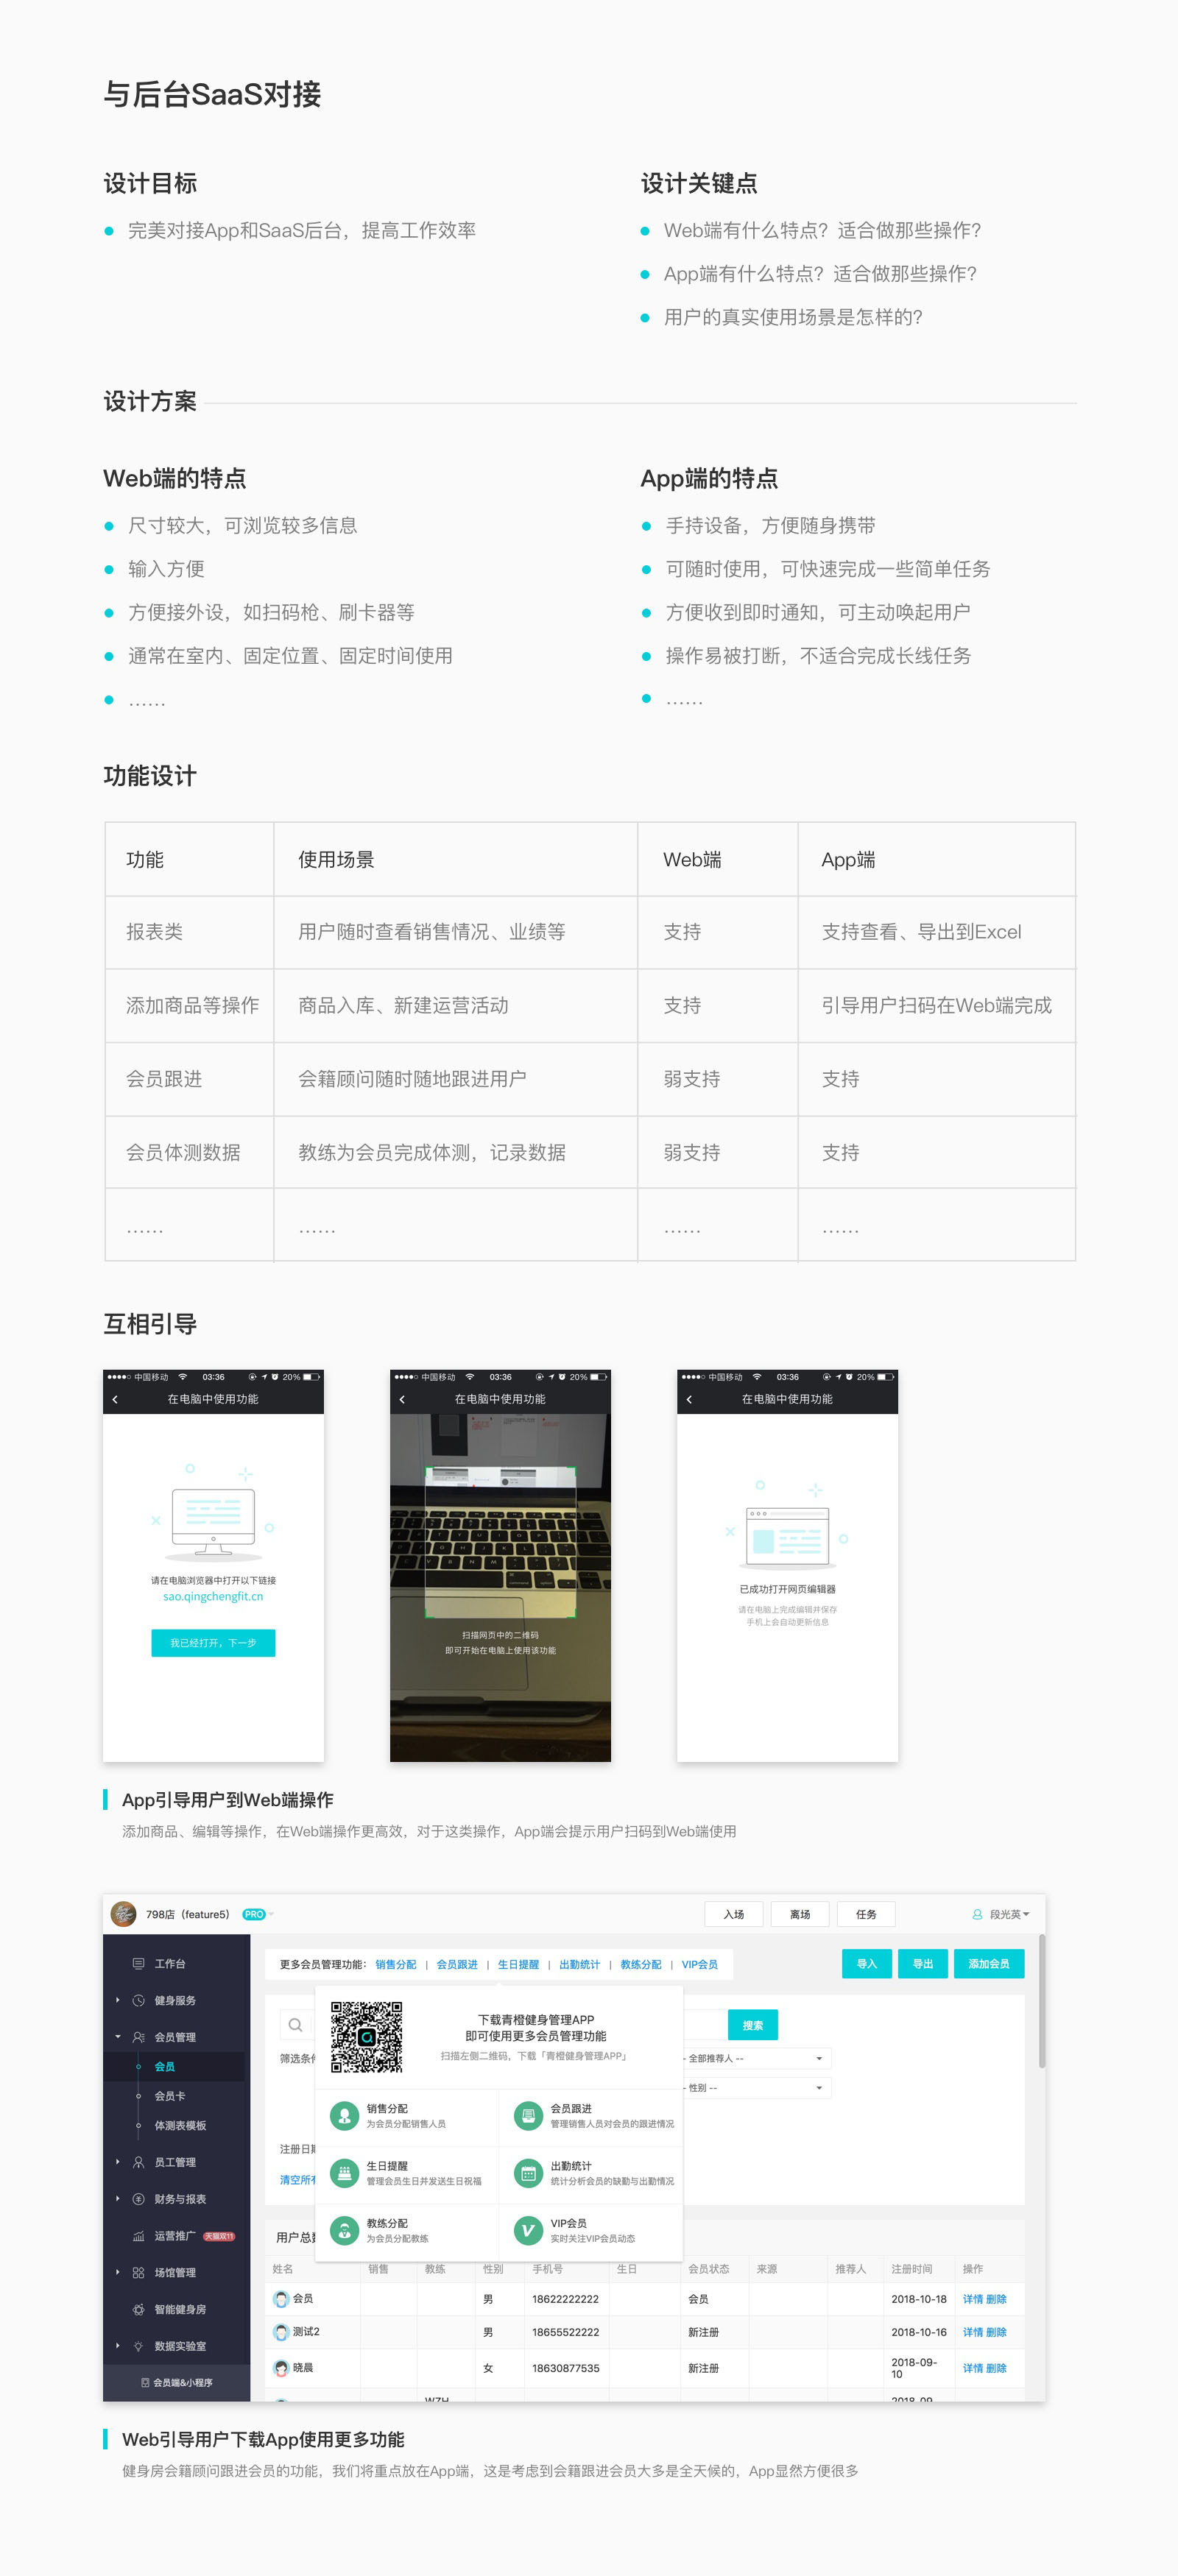 与后台SaaS对接
设计目标
完美对接App和SaaS后台，提高工作效率
设计关键点
Web端有什么特点？适合做那些操作？
App端有什么特点？适合做那些操作？
用户的真实使用场景是怎样的？
设计方案
Web端的特点
尺寸较大，可浏览较多信息
输入方便
方便接外设，如扫码枪、刷卡器等
通常在室内、固定位置、固定时间使用
……
App端的特点
手持设备，方便随身携带
可随时使用，可快速完成一些简单任务
方便收到即时通知，可主动唤起用户
操作易被打断，不适合完成长线任务
……
功能设计
功能 使用场景 Web端 App端
报表类 用户随时查看销售情况、业绩等 支持 支持查看、导出到Excel
添加商品等操作 商品入库、新建运营活动 支持 引导用户扫码在Web端完成
会员跟进 会籍顾问随时随地跟进用户 弱支持 支持
会员体测数据 教练为会员完成体测，记录数据 弱支持 支持
…… …… …… ……
互相引导
中国移动 03:36 20%
在电脑中使用功能
请在电脑浏览器中打开以下链接
sao.qingchengfit.cn
我已经打开，下一步
中国移动 03:36 20%
在电脑中使用功能
扫描网页中的二维码
即可开始在电脑上使用该功能
中国移动 03:36 20%
在电脑中使用功能
已成功打开网页编辑器
请在电脑上完成编辑并保存
手机上会自动更新信息
App引导用户到Web端操作
添加商品、编辑等操作，在Web端操作更高效，对于这类操作，App端会提示用户扫码到Web端使用
798店（feature5） PRO 入场 离场 任务 段光英
工作台
健身服务
会员管理
会员
会员卡
体测表模板
员工管理
财务与报表
运营推广 天猫双11
场馆管理
智能健身房
数据实验室
会员端&小程序
更多会员管理功能： 销售分配 | 会员跟进 | 生日提醒 | 出勤统计 | 教练分配 | VIP会员
导入 导出 添加会员
下载青橙健身管理APP
即可使用更多会员管理功能
扫描左侧二维码，下载「青橙健身管理APP」
搜索
筛选条件
- 全部推荐人 --
- 性别 --
注册日期
清空所有
销售分配
为会员分配销售人员
会员跟进
管理销售人员对会员的跟进情况
生日提醒
管理会员生日并发送生日祝福
出勤统计
统计分析会员的缺勤与出勤情况
教练分配
为会员分配教练
VIP会员
实时关注VIP会员动态
用户总数
姓名 销售 教练 性别 手机号 生日 会员状态 来源 推荐人 注册时间 操作
会员 男 18622222222 会员 2018-10-18 详情 删除
测试2 男 18655522222 新注册 2018-10-16 详情 删除
晓晨 女 18630877535 新注册 2018-09-10 详情 删除
WZH 2018-09
Web引导用户下载App使用更多功能
健身房会籍顾问跟进会员的功能，我们将重点放在App端，这是考虑到会籍跟进会员大多是全天候的，App显然方便很多